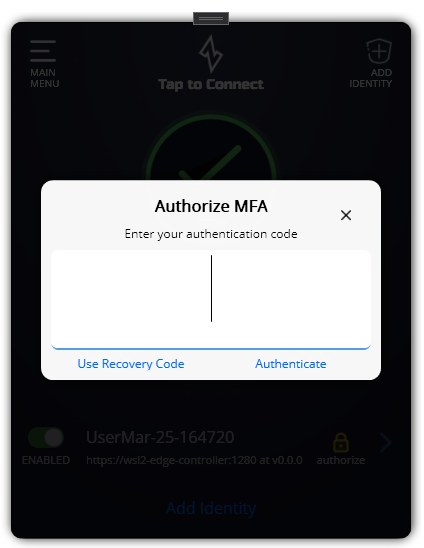 MAIN
MENU
Tap to Connect
ADD
IDENTITY
Authorize MFA
Enter your authentication code
Use Recovery Code
Authenticate
UserMar-25-164720
ENABLED
https://wsl2-edge-controller:1280 at v0.0.0
authorize
Add Identity